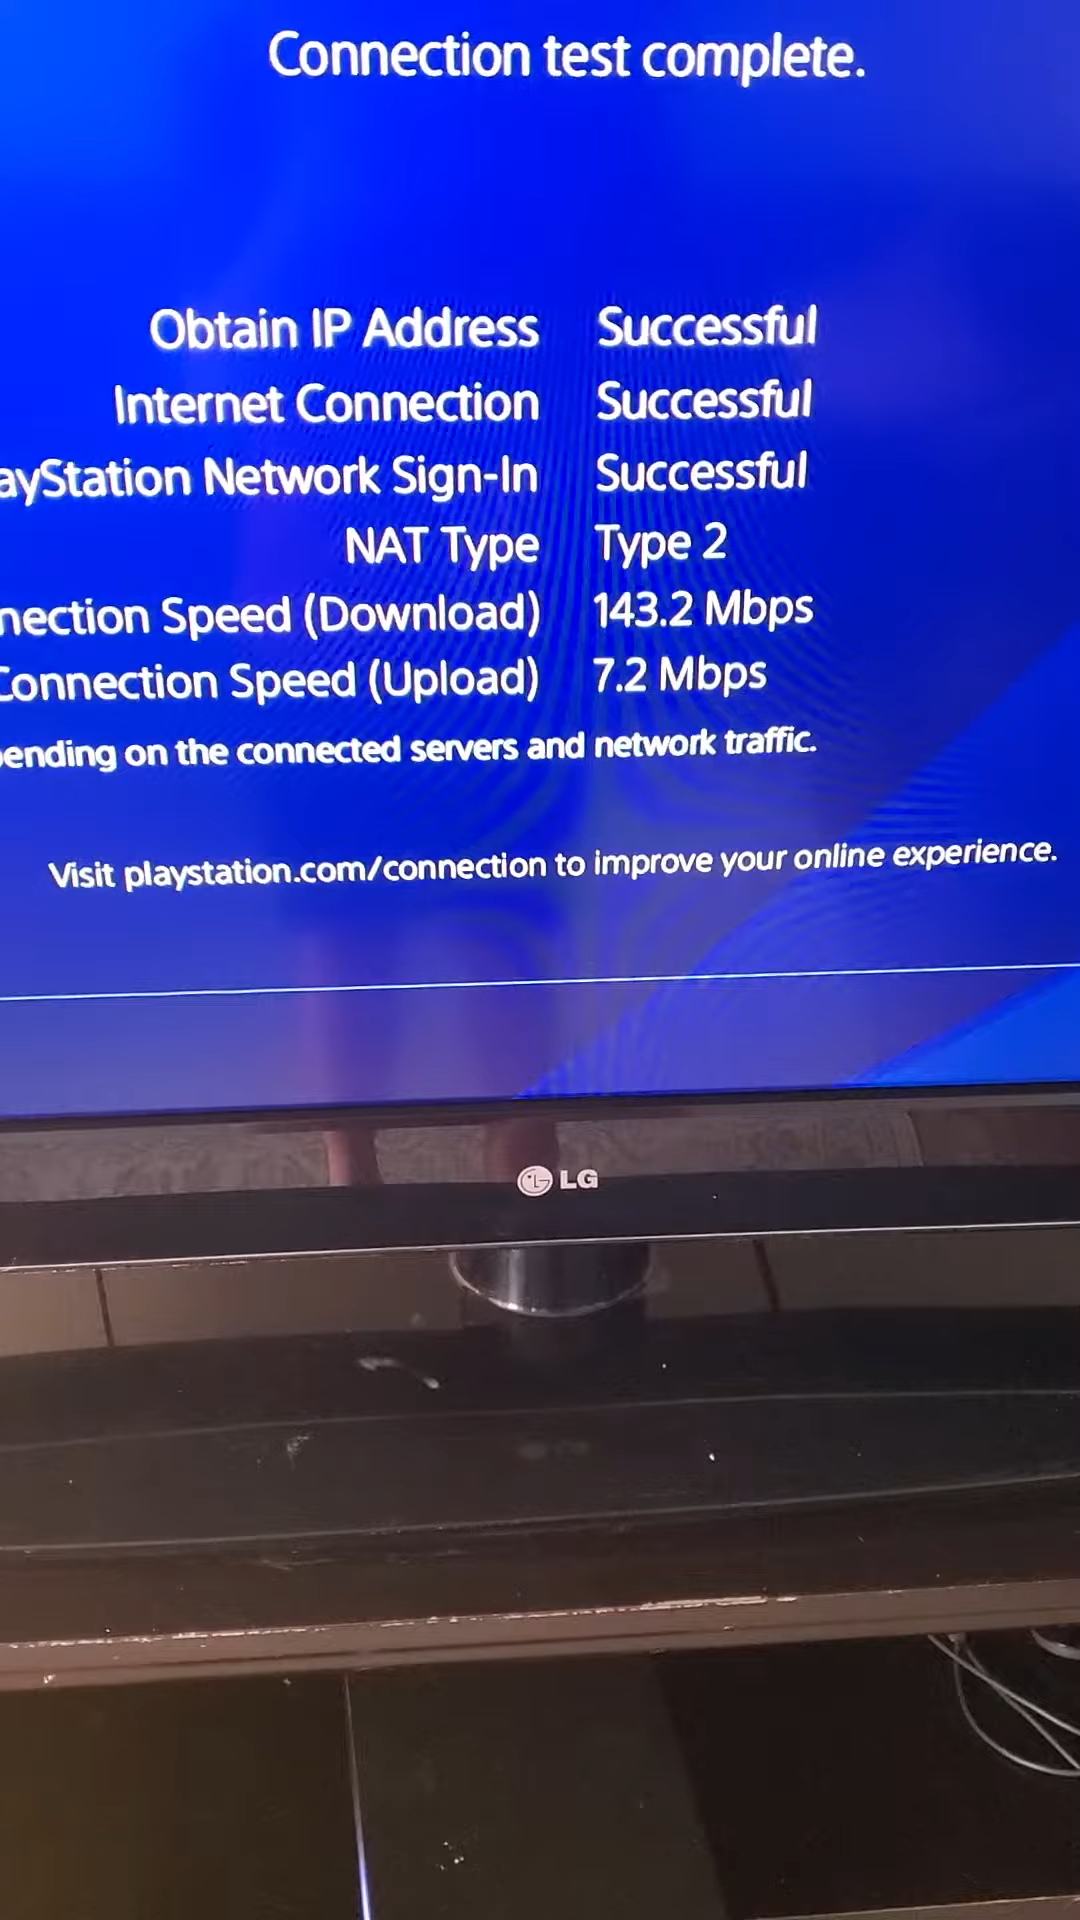 Connection test complete.
Obtain IP Address Successful
Internet Connection Successful
ayStation Network Sign-In Successful
NAT Type Type 2
nection Speed (Download) 143.2 Mbps
Connection Speed (Upload) 7.2 Mbps
ending on the connected servers and network traffic.
Visit playstation.com/connection to improve your online experience.
LG